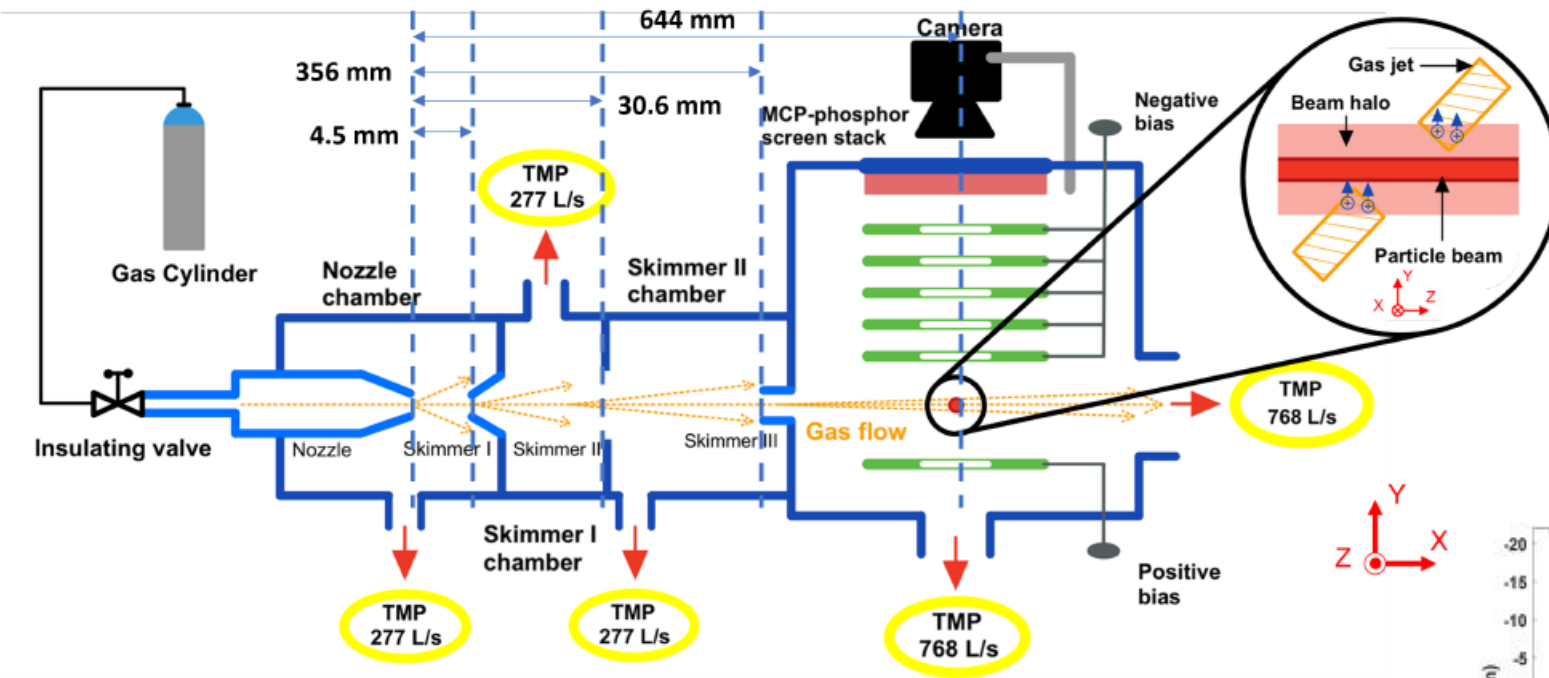 644 mm
Camera
356 mm
30.6 mm
4.5 mm
MCP-phosphor
screen stack
Negative
bias
Gas jet
Beam halo
Particle beam
Y
X
Z
TMP
277 L/s
Gas Cylinder
Nozzle
chamber
Skimmer II
chamber
Insulating valve
Nozzle
Skimmer I
Skimmer II
Skimmer III
Gas flow
TMP
768 L/s
Skimmer I
chamber
TMP
277 L/s
TMP
277 L/s
TMP
768 L/s
Positive
bias
Y
Z
X
-20
-15
-10
-5